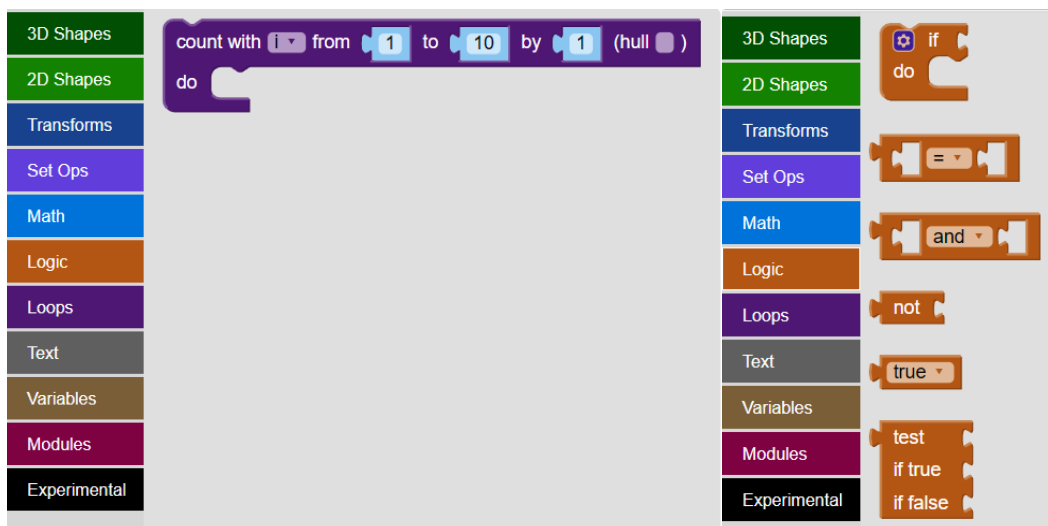 3D Shapes
2D Shapes
Transforms
Set Ops
Math
Logic
Loops
Text
Variables
Modules
Experimental
count with i from 1 to 10 by 1 (hull )
do
3D Shapes
2D Shapes
Transforms
Set Ops
Math
Logic
Loops
Text
Variables
Modules
Experimental
if
do
=
and
not
true
test
if true
if false